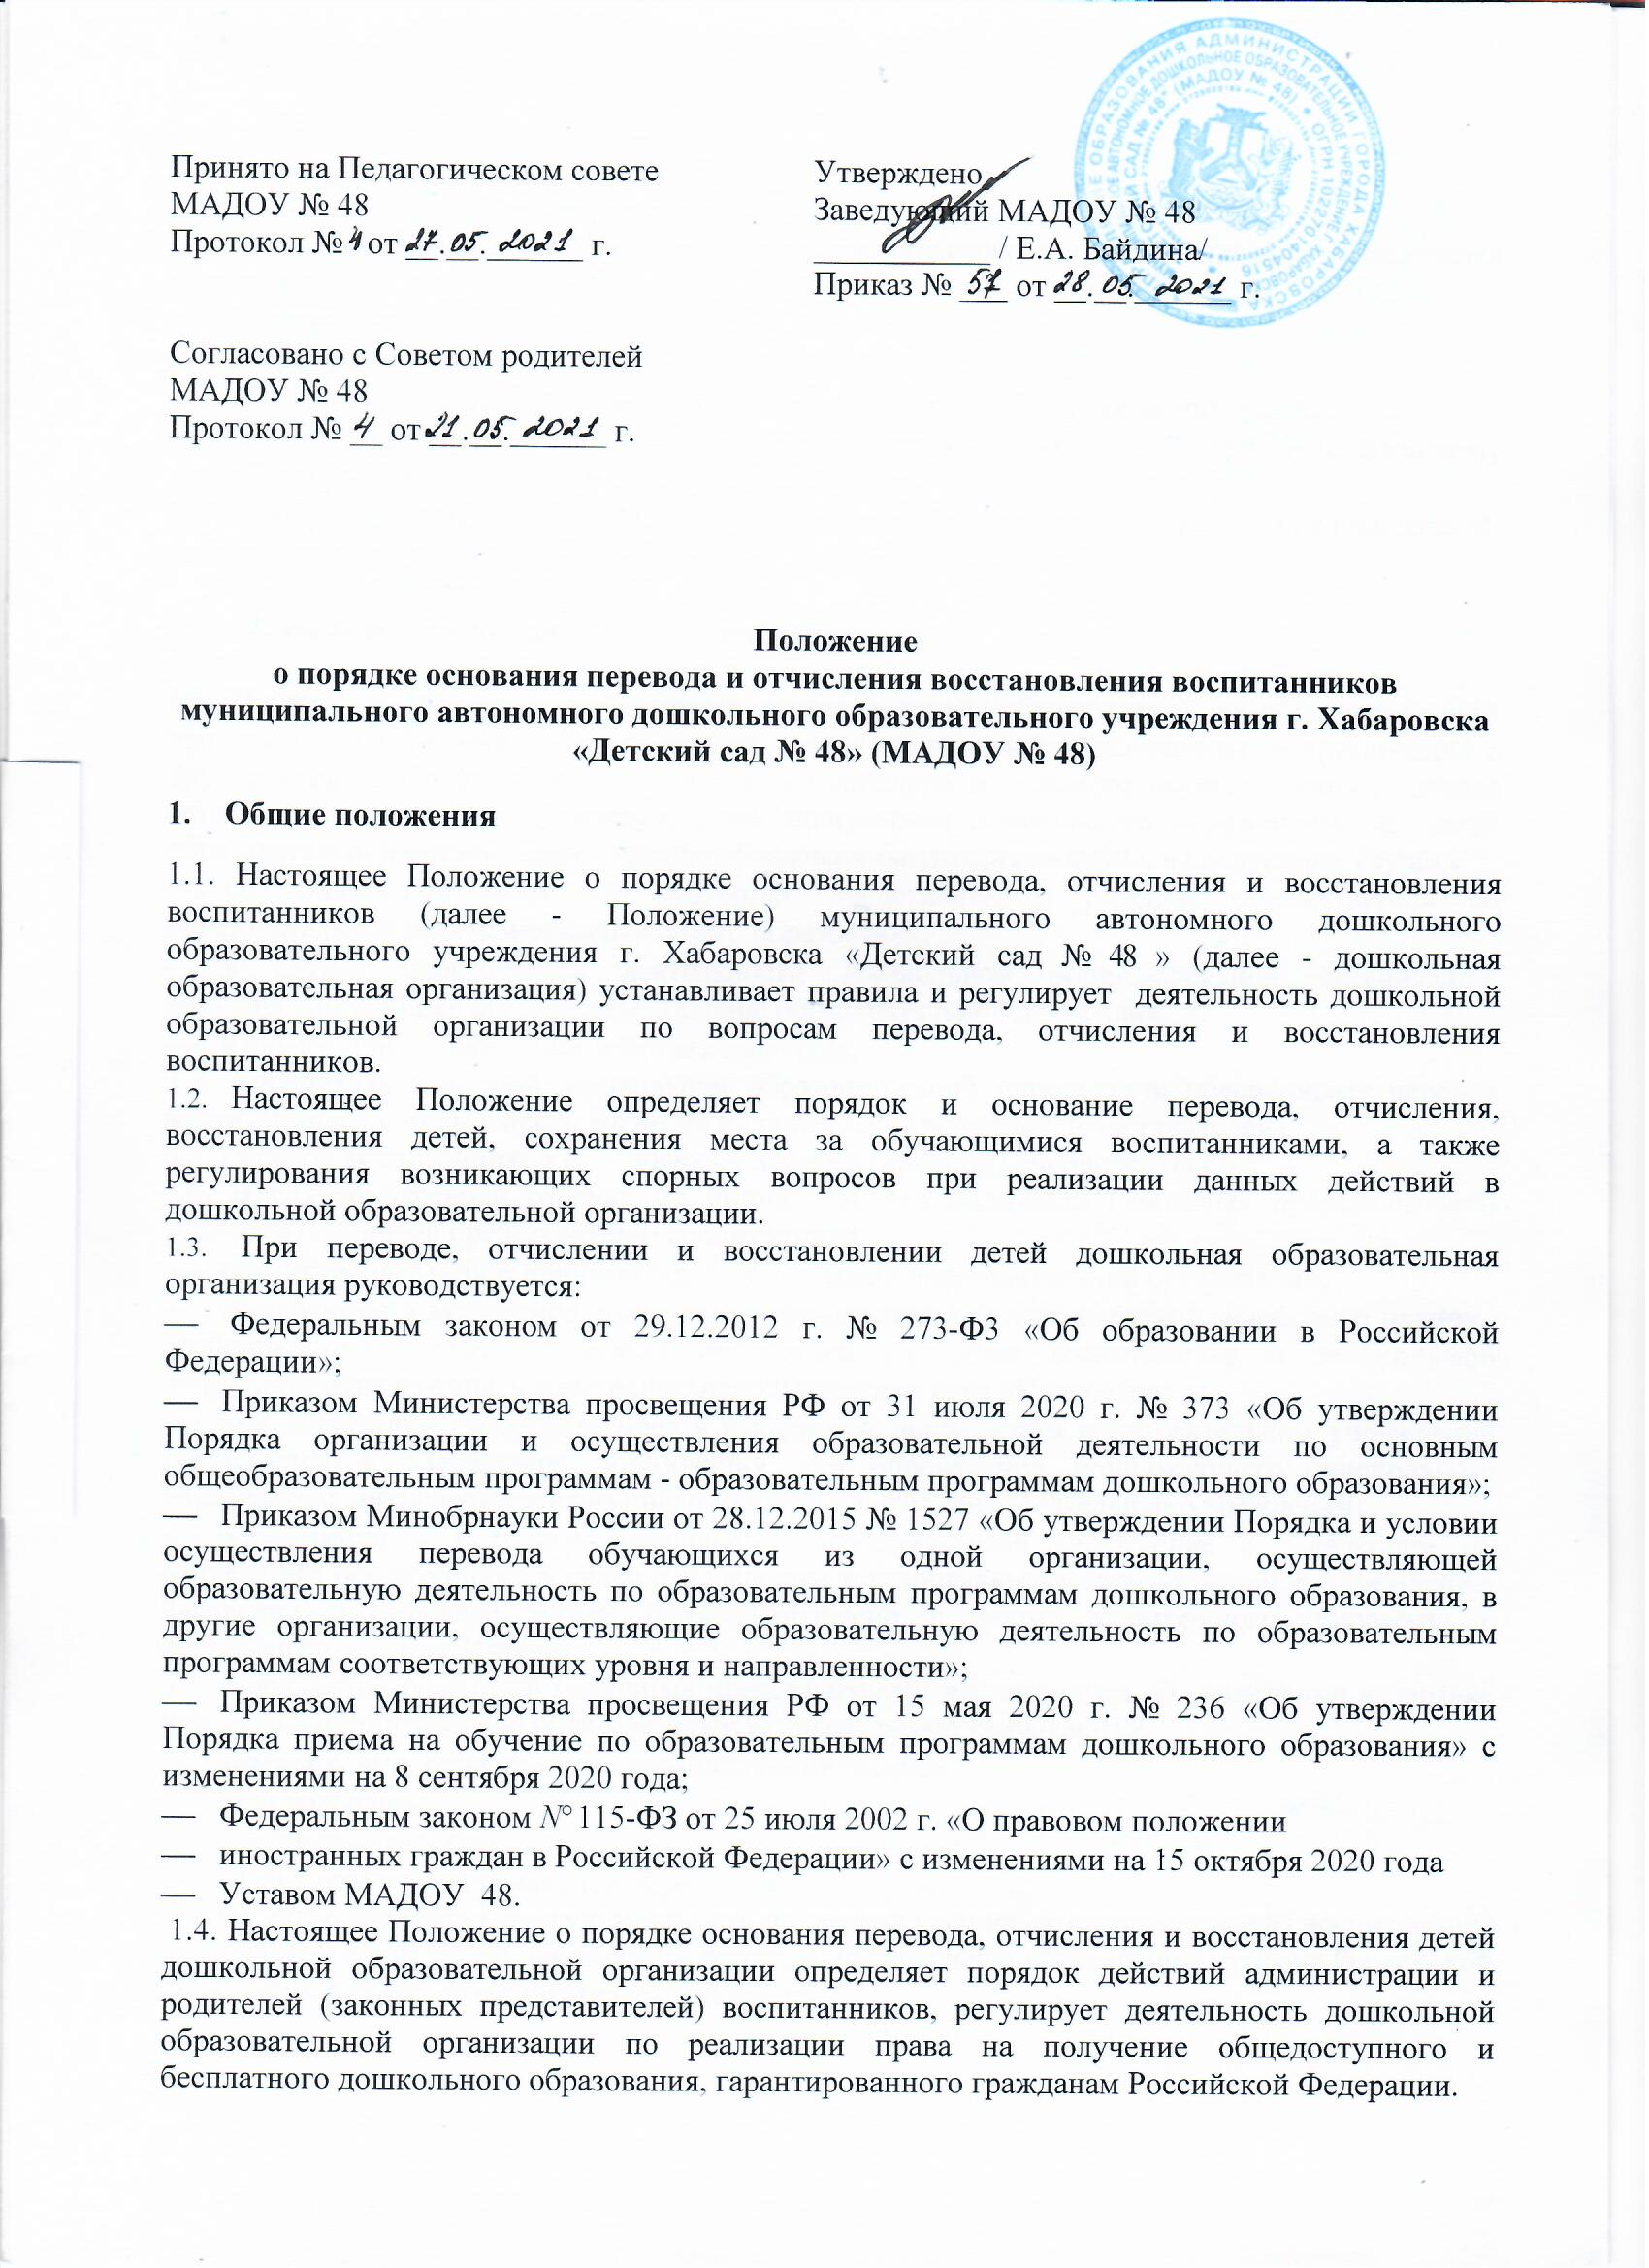 Принято на Педагогическом совете
МАДОУ № 48
Протокол № 4 от 27.05.2021 г.
Утверждено
Заведующий МАДОУ № 48
/ Е.А. Байдина/
Приказ № 57 от 28.05.2021 г.
Согласовано с Советом родителей
МАДОУ № 48
Протокол № 4 от 21.05.2021 г.
Положение
о порядке основания перевода и отчисления восстановления воспитанников
муниципального автономного дошкольного образовательного учреждения г. Хабаровска
«Детский сад № 48» (МАДОУ № 48)
1. Общие положения
1.1. Настоящее Положение о порядке основания перевода, отчисления и восстановления
воспитанников (далее - Положение) муниципального автономного дошкольного
образовательного учреждения г. Хабаровска «Детский сад № 48 » (далее - дошкольная
образовательная организация) устанавливает правила и регулирует деятельность дошкольной
образовательной организации по вопросам перевода, отчисления и восстановления
воспитанников.
1.2. Настоящее Положение определяет порядок и основание перевода, отчисления,
восстановления детей, сохранения места за обучающимися воспитанниками, а также
регулирования возникающих спорных вопросов при реализации данных действий в
дошкольной образовательной организации.
1.3. При переводе, отчислении и восстановлении детей дошкольная образовательная
организация руководствуется:
— Федеральным законом от 29.12.2012 г. № 273-ФЗ «Об образовании в Российской
Федерации»;
— Приказом Министерства просвещения РФ от 31 июля 2020 г. № 373 «Об утверждении
Порядка организации и осуществления образовательной деятельности по основным
общеобразовательным программам - образовательным программам дошкольного образования»;
— Приказом Минобрнауки России от 28.12.2015 № 1527 «Об утверждении Порядка и условии
осуществления перевода обучающихся из одной организации, осуществляющей
образовательную деятельность по образовательным программам дошкольного образования, в
другие организации, осуществляющие образовательную деятельность по образовательным
программам соответствующих уровня и направленности»;
— Приказом Министерства просвещения РФ от 15 мая 2020 г. № 236 «Об утверждении
Порядка приема на обучение по образовательным программам дошкольного образования» с
изменениями на 8 сентября 2020 года;
— Федеральным законом N° 115-ФЗ от 25 июля 2002 г. «О правовом положении
— иностранных граждан в Российской Федерации» с изменениями на 15 октября 2020 года
— Уставом МАДОУ 48.
1.4. Настоящее Положение о порядке основания перевода, отчисления и восстановления детей
дошкольной образовательной организации определяет порядок действий администрации и
родителей (законных представителей) воспитанников, регулирует деятельность дошкольной
образовательной организации по реализации права на получение общедоступного и
бесплатного дошкольного образования, гарантированного гражданам Российской Федерации.